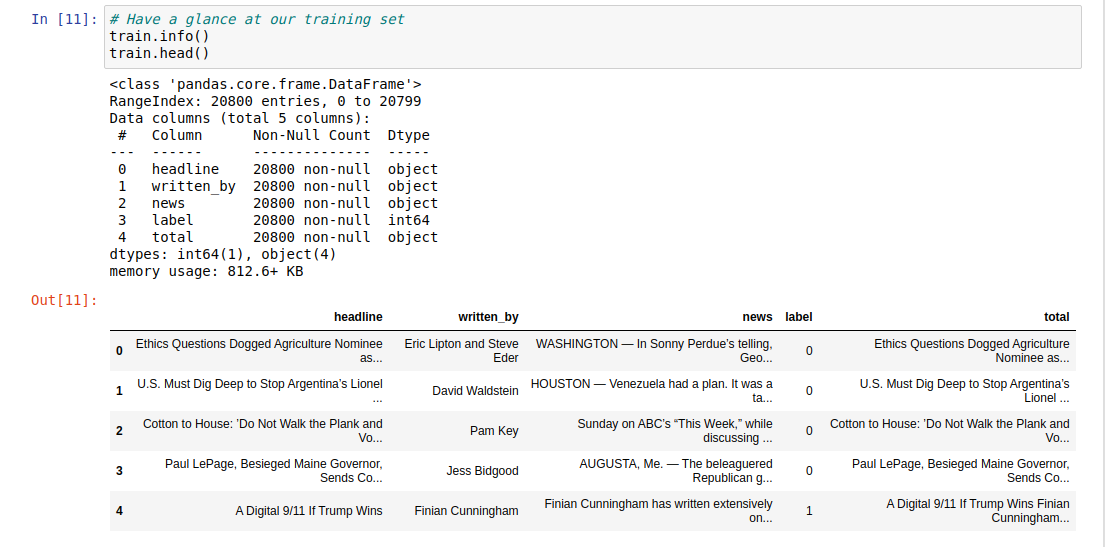 In [11]: # Have a glance at our training set
train.info()
train.head()
<class 'pandas.core.frame.DataFrame'>
RangeIndex: 20800 entries, 0 to 20799
Data columns (total 5 columns):
 #   Column      Non-Null Count  Dtype
---  ------      --------------  -----
 0   headline    20800 non-null  object
 1   written_by  20800 non-null  object
 2   news        20800 non-null  object
 3   label       20800 non-null  int64
 4   total       20800 non-null  object
dtypes: int64(1), object(4)
memory usage: 812.6+ KB
Out[11]:
headline written_by news label total
0 Ethics Questions Dogged Agriculture Nominee as... Eric Lipton and Steve Eder WASHINGTON — In Sonny Perdue’s telling, Geo... 0 Ethics Questions Dogged Agriculture Nominee as...
1 U.S. Must Dig Deep to Stop Argentina’s Lionel ... David Waldstein HOUSTON — Venezuela had a plan. It was a ta... 0 U.S. Must Dig Deep to Stop Argentina’s Lionel ...
2 Cotton to House: ’Do Not Walk the Plank and Vo... Pam Key Sunday on ABC’s “This Week,” while discussing ... 0 Cotton to House: ’Do Not Walk the Plank and Vo...
3 Paul LePage, Besieged Maine Governor, Sends Co... Jess Bidgood AUGUSTA, Me. — The beleaguered Republican g... 0 Paul LePage, Besieged Maine Governor, Sends Co...
4 A Digital 9/11 If Trump Wins Finian Cunningham Finian Cunningham has written extensively on... 1 A Digital 9/11 If Trump Wins Finian Cunningham...